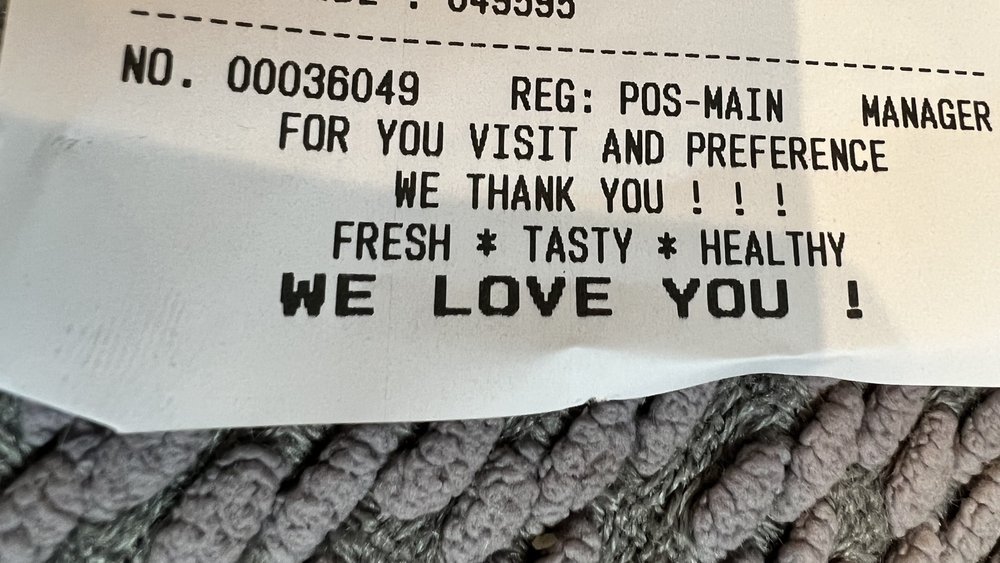 : 049595
NO. 00036049 REG: POS-MAIN MANAGER
FOR YOU VISIT AND PREFERENCE
WE THANK YOU ! ! !
FRESH * TASTY * HEALTHY
WE LOVE YOU !